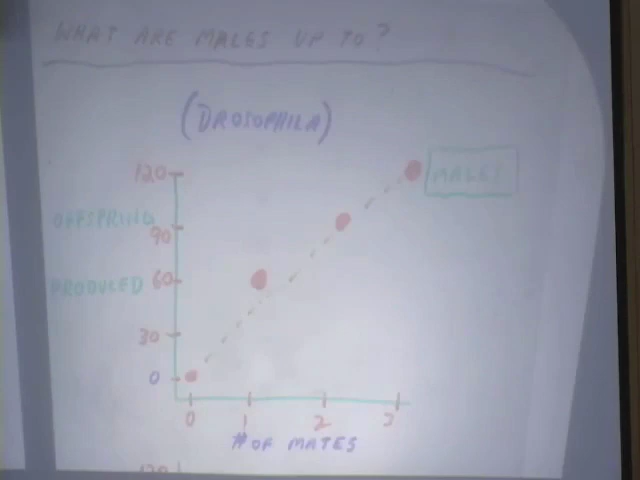 WHAT ARE MALES UP TO?
(DROSOPHILA)
120
MALES
OFFSPRING
90
PRODUCED
60
30
0
0 1 2 3
# OF MATES
120